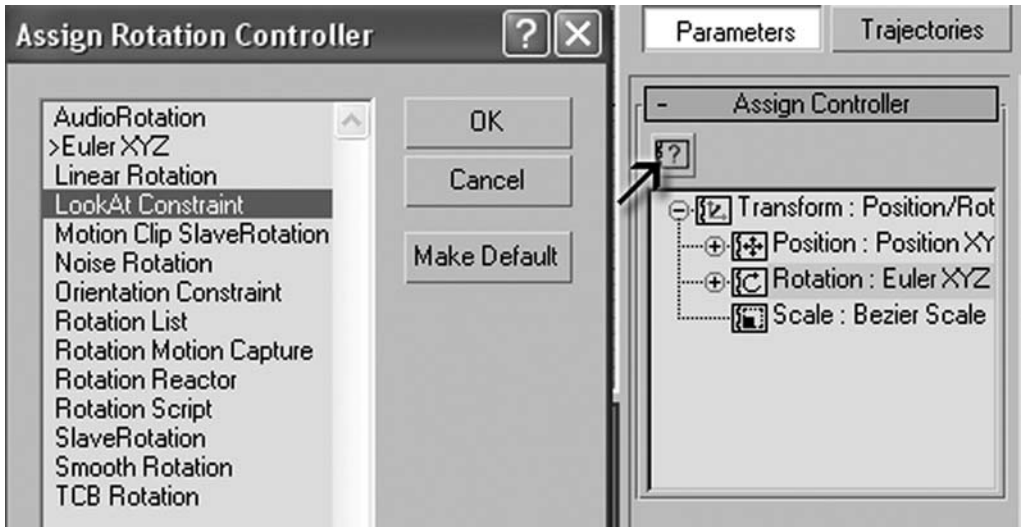 Assign Rotation Controller
AudioRotation
>Euler XYZ
Linear Rotation
LookAt Constraint
Motion Clip SlaveRotation
Noise Rotation
Orientation Constraint
Rotation List
Rotation Motion Capture
Rotation Reactor
Rotation Script
SlaveRotation
Smooth Rotation
TCB Rotation
OK
Cancel
Make Default
Parameters
Trajectories
- Assign Controller
?
Transform : Position/Rot
Position : Position XY
Rotation : Euler XYZ
Scale : Bezier Scale